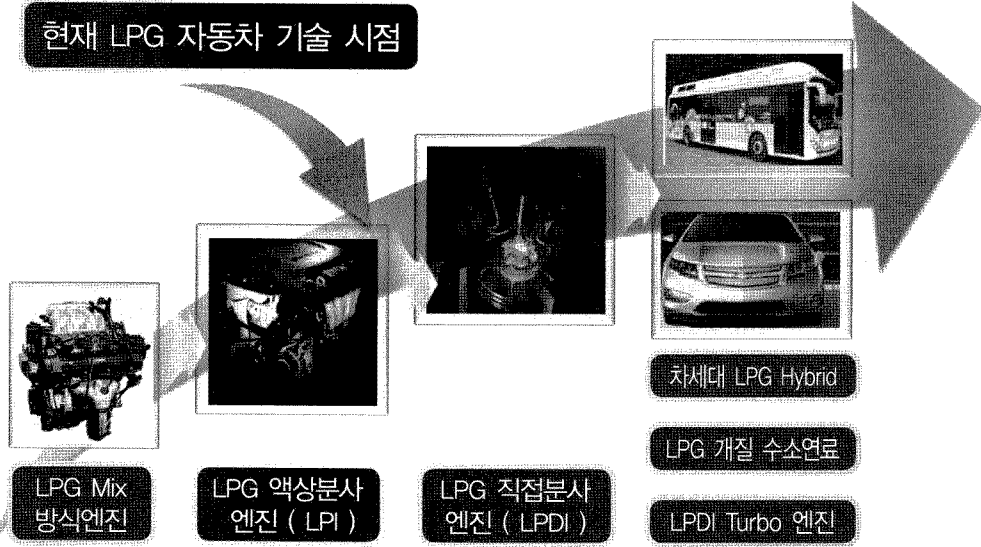 현재 LPG 자동차 기술 시점
LPG Mix
방식엔진
LPG 액상분사
엔진 ( LPI )
LPG 직접분사
엔진 ( LPDI )
차세대 LPG Hybrid
LPG 개질 수소연료
LPDI Turbo 엔진